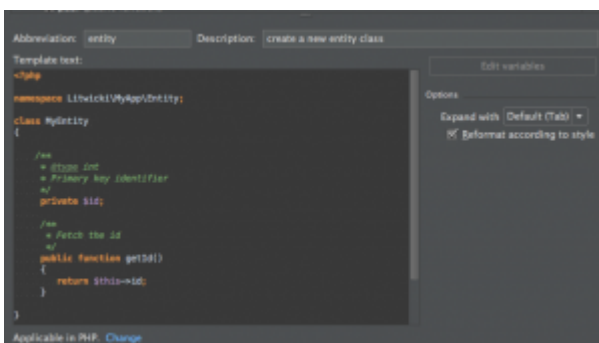 Abbreviation: entity Description: create a new entity class
Template text:
Edit variables
<?php
namespace Litwicki\MyApp\Entity;
class MyEntity
{
/**
* @type int
* Primary key identifier
*/
private $id;
/**
* Fetch the id
*/
public function getId()
{
return $this->id;
}
}
Options
Expand with Default (Tab)
Reformat according to style
Applicable in PHP. Change